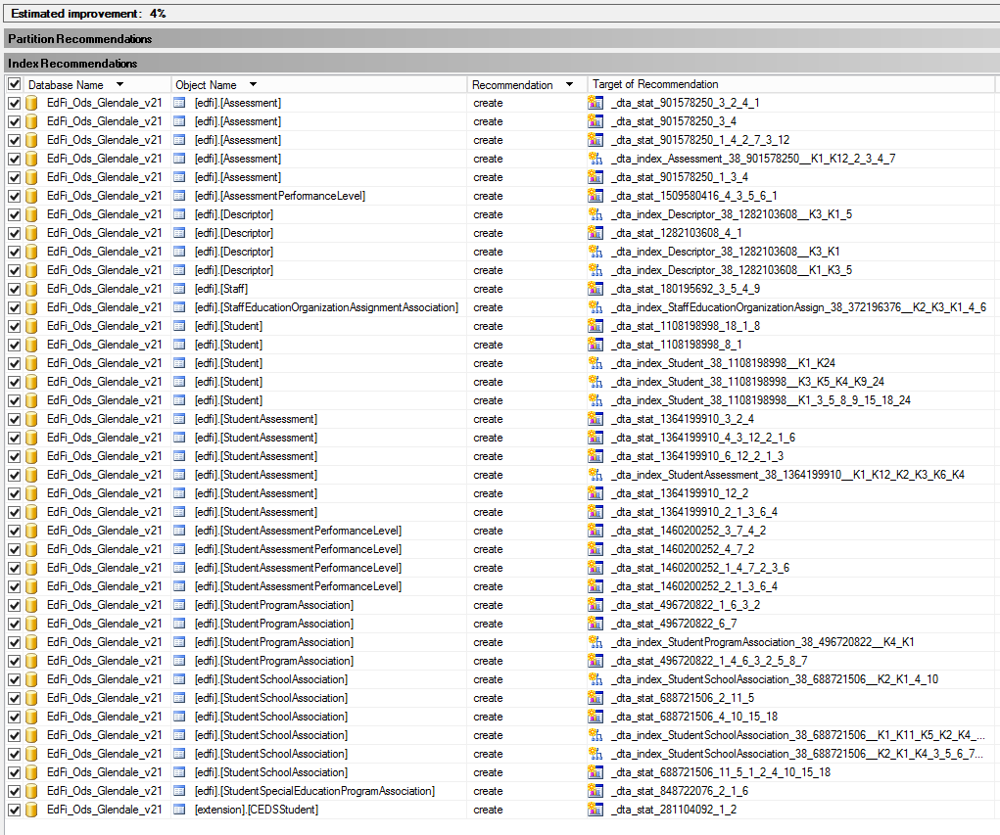 Estimated improvement: 4%
Partition Recommendations
Index Recommendations
Database Name Object Name Recommendation Target of Recommendation
EdFi_Ods_Glendale_v21 [edfi].[Assessment] create _dta_stat_901578250_3_2_4_1
EdFi_Ods_Glendale_v21 [edfi].[Assessment] create _dta_stat_901578250_3_4
EdFi_Ods_Glendale_v21 [edfi].[Assessment] create _dta_stat_901578250_1_4_2_7_3_12
EdFi_Ods_Glendale_v21 [edfi].[Assessment] create _dta_index_Assessment_38_901578250__K1_K12_2_3_4_7
EdFi_Ods_Glendale_v21 [edfi].[Assessment] create _dta_stat_901578250_1_3_4
EdFi_Ods_Glendale_v21 [edfi].[AssessmentPerformanceLevel] create _dta_stat_1509580416_4_3_5_6_1
EdFi_Ods_Glendale_v21 [edfi].[Descriptor] create _dta_index_Descriptor_38_1282103608__K3_K1_5
EdFi_Ods_Glendale_v21 [edfi].[Descriptor] create _dta_stat_1282103608_4_1
EdFi_Ods_Glendale_v21 [edfi].[Descriptor] create _dta_index_Descriptor_38_1282103608__K3_K1
EdFi_Ods_Glendale_v21 [edfi].[Descriptor] create _dta_index_Descriptor_38_1282103608__K1_K3_5
EdFi_Ods_Glendale_v21 [edfi].[Staff] create _dta_stat_180195692_3_5_4_9
EdFi_Ods_Glendale_v21 [edfi].[StaffEducationOrganizationAssignmentAssociation] create _dta_index_StaffEducationOrganizationAssign_38_372196376__K2_K3_K1_4_6
EdFi_Ods_Glendale_v21 [edfi].[Student] create _dta_stat_1108198998_18_1_8
EdFi_Ods_Glendale_v21 [edfi].[Student] create _dta_stat_1108198998_8_1
EdFi_Ods_Glendale_v21 [edfi].[Student] create _dta_index_Student_38_1108198998__K1_K24
EdFi_Ods_Glendale_v21 [edfi].[Student] create _dta_index_Student_38_1108198998__K3_K5_K4_K9_24
EdFi_Ods_Glendale_v21 [edfi].[Student] create _dta_index_Student_38_1108198998__K1_3_5_8_9_15_18_24
EdFi_Ods_Glendale_v21 [edfi].[StudentAssessment] create _dta_stat_1364199910_3_2_4
EdFi_Ods_Glendale_v21 [edfi].[StudentAssessment] create _dta_stat_1364199910_4_3_12_2_1_6
EdFi_Ods_Glendale_v21 [edfi].[StudentAssessment] create _dta_stat_1364199910_6_12_2_1_3
EdFi_Ods_Glendale_v21 [edfi].[StudentAssessment] create _dta_index_StudentAssessment_38_1364199910__K1_K12_K2_K3_K6_K4
EdFi_Ods_Glendale_v21 [edfi].[StudentAssessment] create _dta_stat_1364199910_12_2
EdFi_Ods_Glendale_v21 [edfi].[StudentAssessment] create _dta_stat_1364199910_2_1_3_6_4
EdFi_Ods_Glendale_v21 [edfi].[StudentAssessmentPerformanceLevel] create _dta_stat_1460200252_3_7_4_2
EdFi_Ods_Glendale_v21 [edfi].[StudentAssessmentPerformanceLevel] create _dta_stat_1460200252_4_7_2
EdFi_Ods_Glendale_v21 [edfi].[StudentAssessmentPerformanceLevel] create _dta_stat_1460200252_1_4_7_2_3_6
EdFi_Ods_Glendale_v21 [edfi].[StudentAssessmentPerformanceLevel] create _dta_stat_1460200252_2_1_3_6_4
EdFi_Ods_Glendale_v21 [edfi].[StudentProgramAssociation] create _dta_stat_496720822_1_6_3_2
EdFi_Ods_Glendale_v21 [edfi].[StudentProgramAssociation] create _dta_stat_496720822_6_7
EdFi_Ods_Glendale_v21 [edfi].[StudentProgramAssociation] create _dta_index_StudentProgramAssociation_38_496720822__K4_K1
EdFi_Ods_Glendale_v21 [edfi].[StudentProgramAssociation] create _dta_stat_496720822_1_4_6_3_2_5_8_7
EdFi_Ods_Glendale_v21 [edfi].[StudentSchoolAssociation] create _dta_index_StudentSchoolAssociation_38_688721506__K2_K1_4_10
EdFi_Ods_Glendale_v21 [edfi].[StudentSchoolAssociation] create _dta_stat_688721506_2_11_5
EdFi_Ods_Glendale_v21 [edfi].[StudentSchoolAssociation] create _dta_stat_688721506_4_10_15_18
EdFi_Ods_Glendale_v21 [edfi].[StudentSchoolAssociation] create _dta_index_StudentSchoolAssociation_38_688721506__K1_K11_K5_K2_K4_...
EdFi_Ods_Glendale_v21 [edfi].[StudentSchoolAssociation] create _dta_index_StudentSchoolAssociation_38_688721506__K2_K1_K4_3_5_6_7...
EdFi_Ods_Glendale_v21 [edfi].[StudentSchoolAssociation] create _dta_stat_688721506_11_5_1_2_4_10_15_18
EdFi_Ods_Glendale_v21 [edfi].[StudentSpecialEducationProgramAssociation] create _dta_stat_848722076_2_1_6
EdFi_Ods_Glendale_v21 [extension].[CEDSStudent] create _dta_stat_281104092_1_2